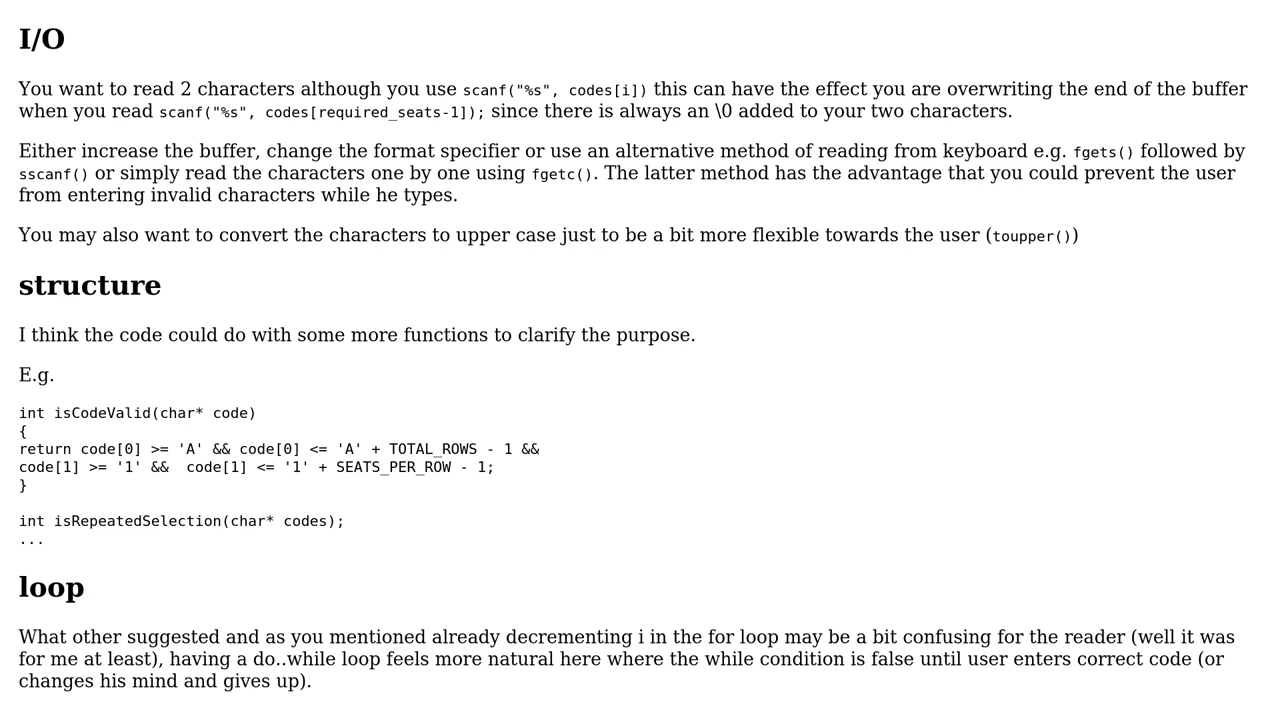 I/O
You want to read 2 characters although you use scanf("%s", codes[i]) this can have the effect you are overwriting the end of the buffer
when you read scanf("%s", codes[required_seats-1]); since there is always an \0 added to your two characters.
Either increase the buffer, change the format specifier or use an alternative method of reading from keyboard e.g. fgets() followed by
sscanf() or simply read the characters one by one using fgetc(). The latter method has the advantage that you could prevent the user
from entering invalid characters while he types.
You may also want to convert the characters to upper case just to be a bit more flexible towards the user (toupper())
structure
I think the code could do with some more functions to clarify the purpose.
E.g.
int isCodeValid(char* code)
{
return code[0] >= 'A' && code[0] <= 'A' + TOTAL_ROWS - 1 &&
code[1] >= '1' &&  code[1] <= '1' + SEATS_PER_ROW - 1;
}
int isRepeatedSelection(char* codes);
...
loop
What other suggested and as you mentioned already decrementing i in the for loop may be a bit confusing for the reader (well it was
for me at least), having a do..while loop feels more natural here where the while condition is false until user enters correct code (or
changes his mind and gives up).